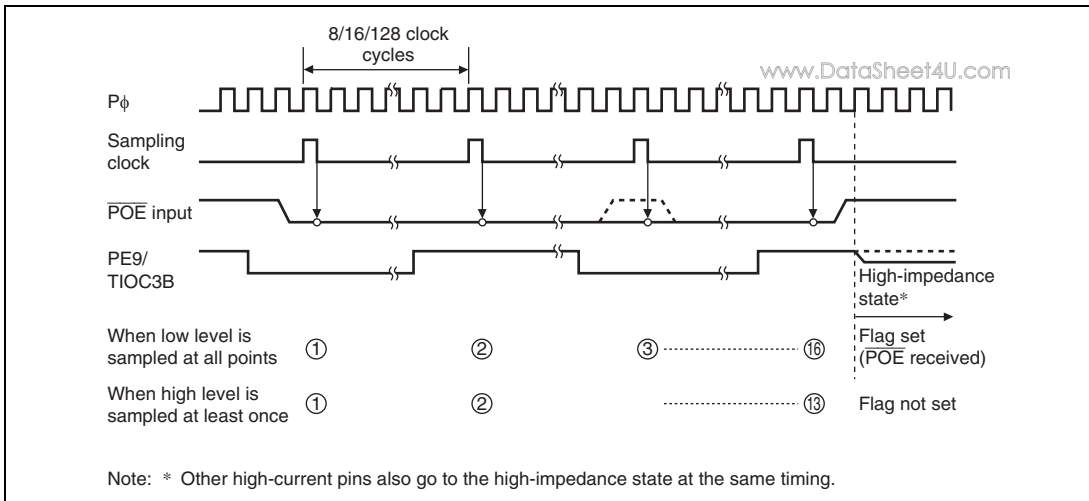 8/16/128 clock
cycles
www.DataSheet4U.com
Pϕ
Sampling
clock
P̅O̅E̅ input
PE9/
TIOC3B
High-impedance
state*
When low level is
sampled at all points ① ② ③ ⑯ Flag set
(P̅O̅E̅ received)
When high level is
sampled at least once ① ② ⑬ Flag not set
Note: * Other high-current pins also go to the high-impedance state at the same timing.